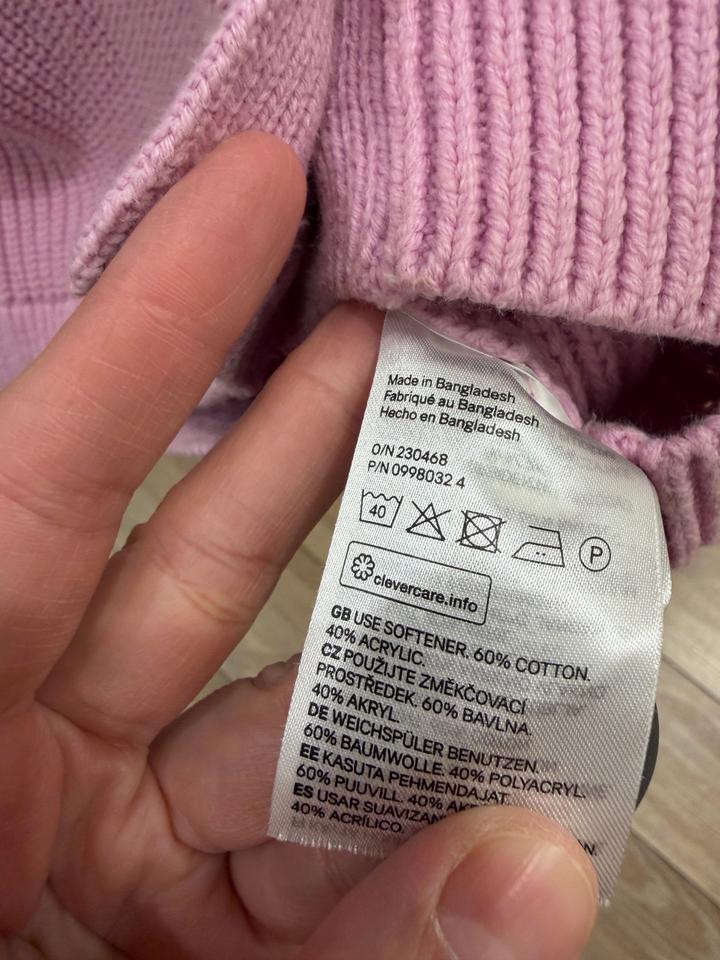 Made in Bangladesh
Fabriqué au Bangladesh
Hecho en Bangladesh
O/N 230468
P/N 0998032 4
40
P
clevercare.info
GB USE SOFTENER. 60% COTTON.
40% ACRYLIC.
CZ POUŽIJTE ZMĚKČOVACÍ
PROSTŘEDEK. 60% BAVLNA.
40% AKRYL.
DE WEICHSPÜLER BENUTZEN.
60% BAUMWOLLE. 40% POLYACRYL.
EE KASUTA PEHMENDAJAT.
60% PUUVILL. 40%
ES USAR
40% ACRÍLICO.